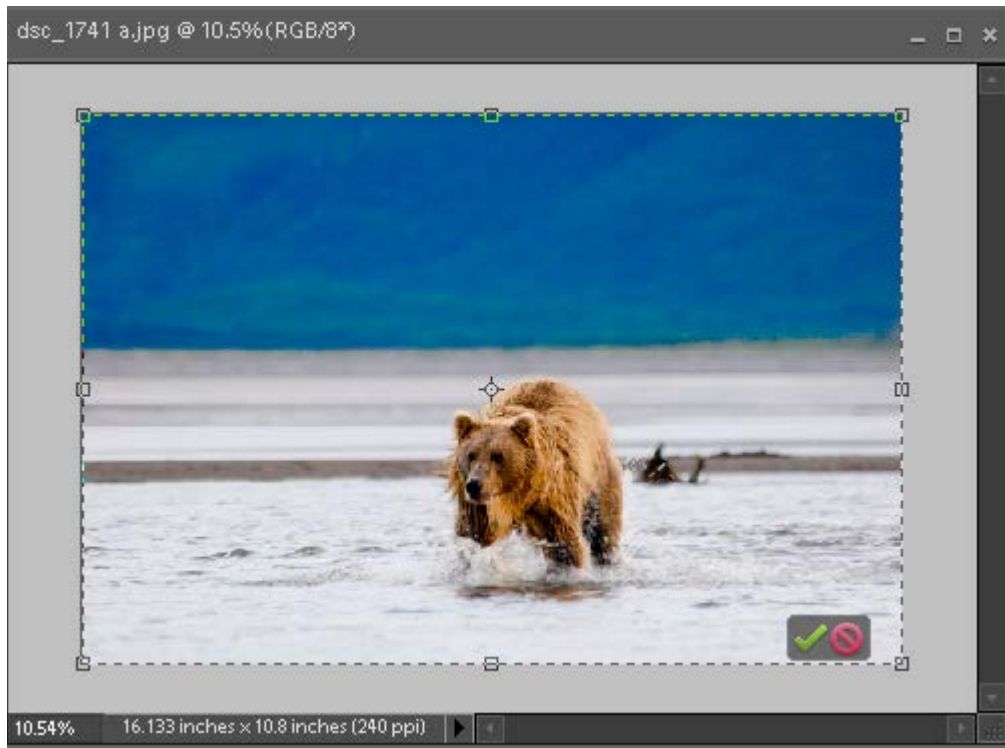 dsc_1741 a.jpg @ 10.5%(RGB/8*)
10.54%
16.133 inches x 10.8 inches (240 ppi)